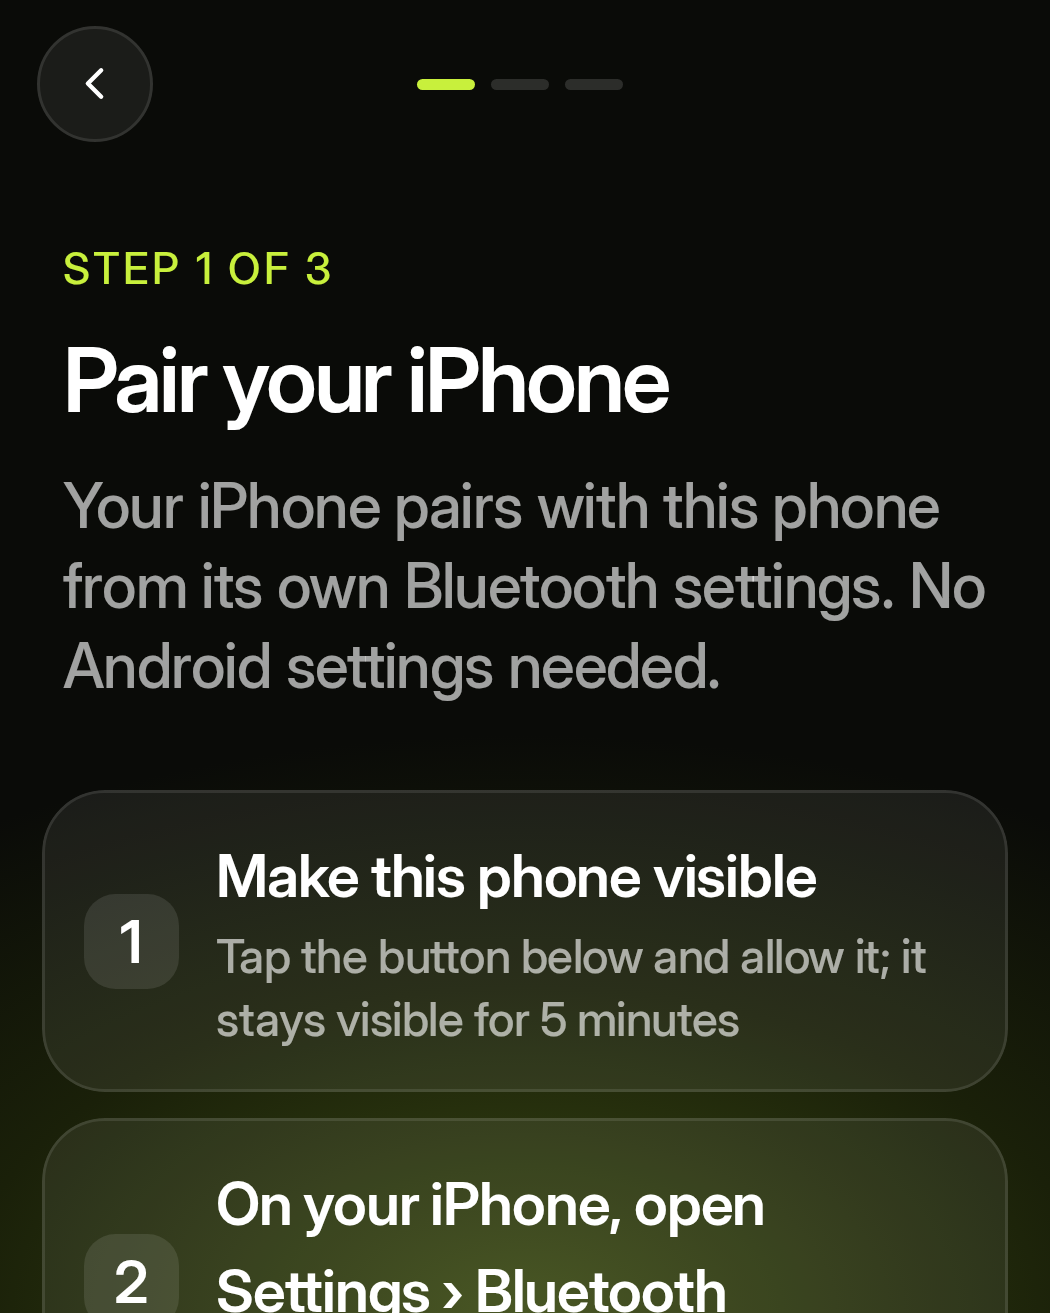 STEP 1 OF 3
Pair your iPhone
Your iPhone pairs with this phone
from its own Bluetooth settings. No
Android settings needed.
1
Make this phone visible
Tap the button below and allow it; it
stays visible for 5 minutes
2
On your iPhone, open
Settings › Bluetooth